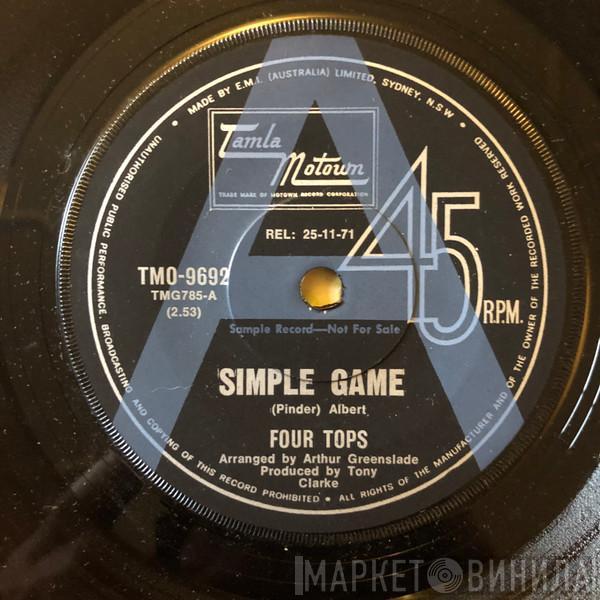 MADE BY E.M.I. (AUSTRALIA) LIMITED, SYDNEY, N.S.W.
UNAUTHORISED PUBLIC PERFORMANCE, BROADCASTING AND COPYING OF THIS RECORD PROHIBITED • ALL RIGHTS OF THE MANUFACTURER AND OF THE OWNER OF THE RECORDED WORK RESERVED
A
Tamla
Motown
TRADE MARK OF MOTOWN RECORD CORPORATION
REL: 25-11-71
45
R.P.M.
TMO-9692
TMG785-A
(2.53)
Sample Record—Not For Sale
SIMPLE GAME
(Pinder) Albert
FOUR TOPS
Arranged by Arthur Greenslade
Produced by Tony
Clarke
МАРКЕТ ВИНИЛА